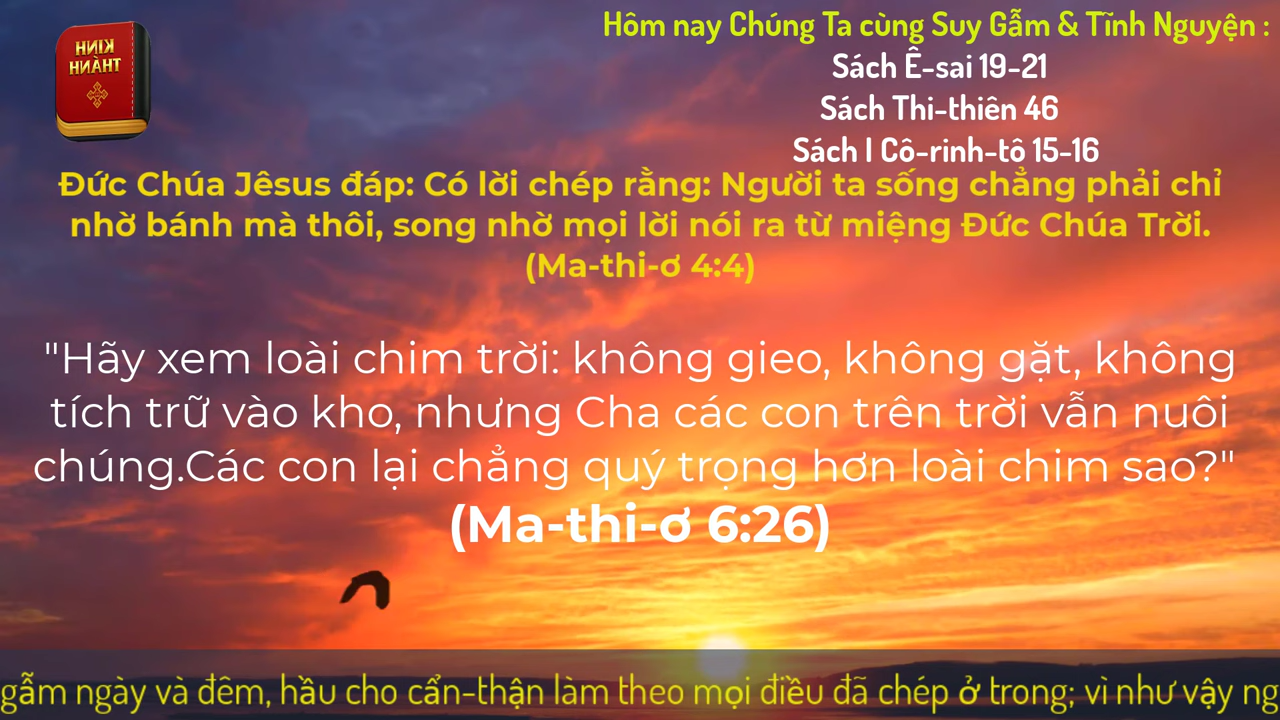 KINH
THÁNH
Hôm nay Chúng Ta cùng Suy Gẫm & Tĩnh Nguyện :
Sách Ê-sai 19-21
Sách Thi-thiên 46
Sách I Cô-rinh-tô 15-16
Đức Chúa Jêsus đáp: Có lời chép rằng: Người ta sống chẳng phải chỉ
nhờ bánh mà thôi, song nhờ mọi lời nói ra từ miệng Đức Chúa Trời.
(Ma-thi-ơ 4:4)
"Hãy xem loài chim trời: không gieo, không gặt, không
tích trữ vào kho, nhưng Cha các con trên trời vẫn nuôi
chúng.Các con lại chẳng quý trọng hơn loài chim sao?"
(Ma-thi-ơ 6:26)
gẫm ngày và đêm, hầu cho cẩn-thận làm theo mọi điều đã chép ở trong; vì như vậy ng